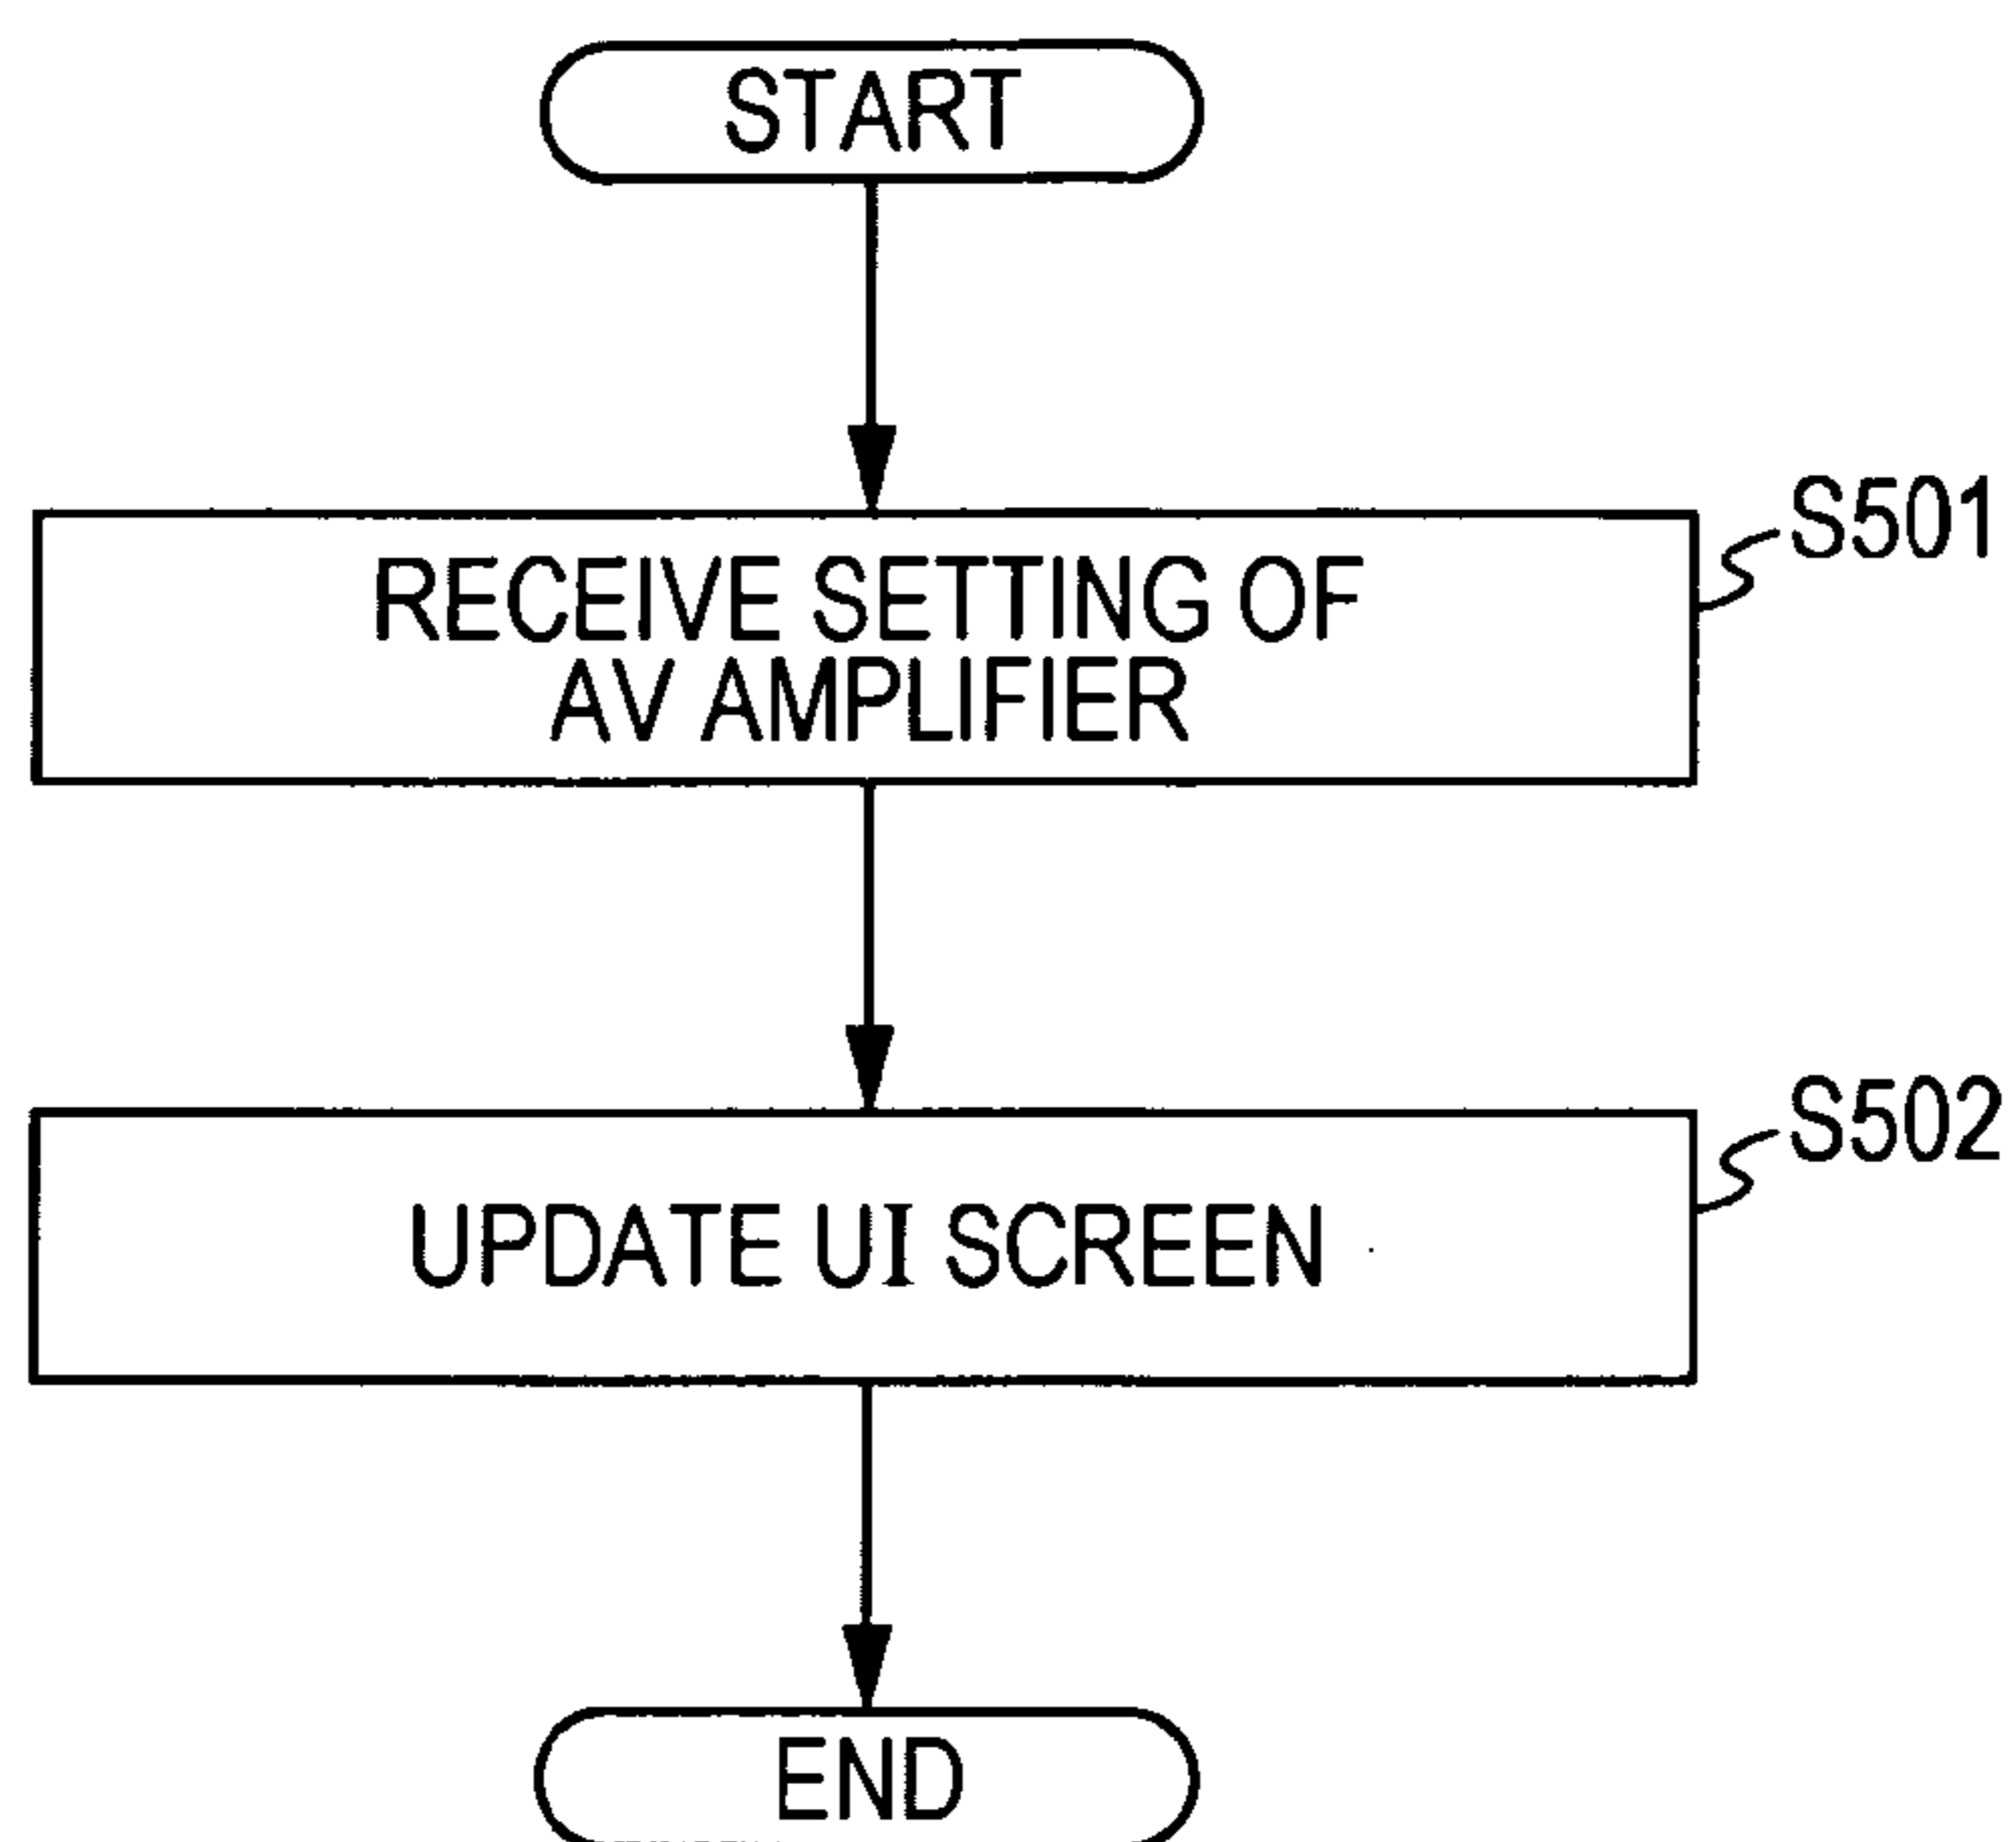 START
S501
RECEIVE SETTING OF
AV AMPLIFIER
S502
UPDATE UI SCREEN
END